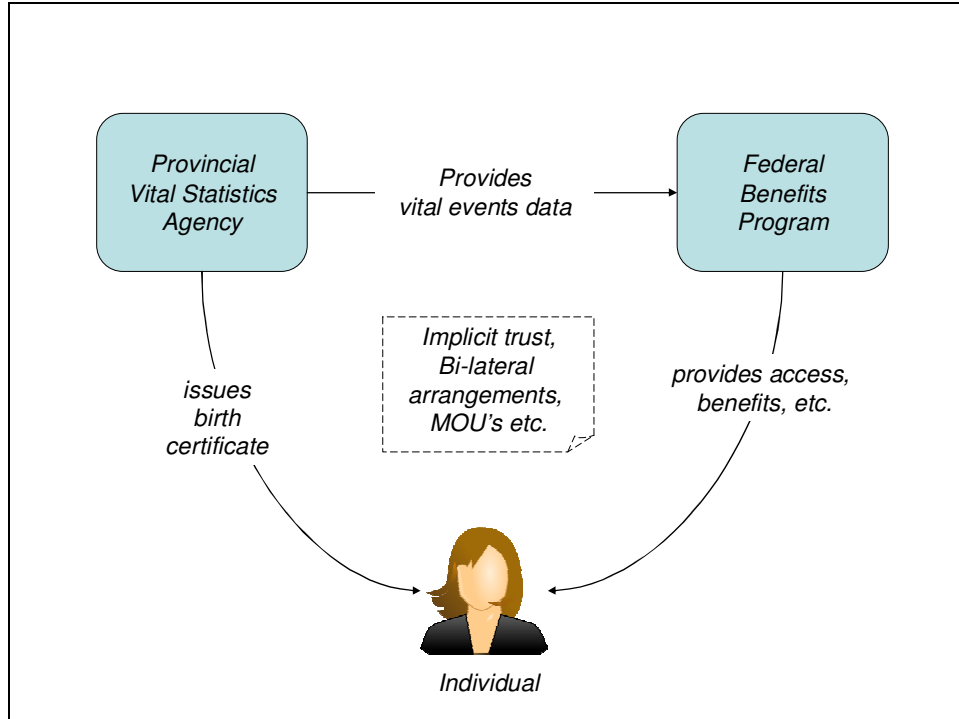 Provincial
Vital Statistics
Agency
Provides
vital events data
Federal
Benefits
Program
Implicit trust,
Bi-lateral
arrangements,
MOU's etc.
issues
birth
certificate
provides access,
benefits, etc.
Individual